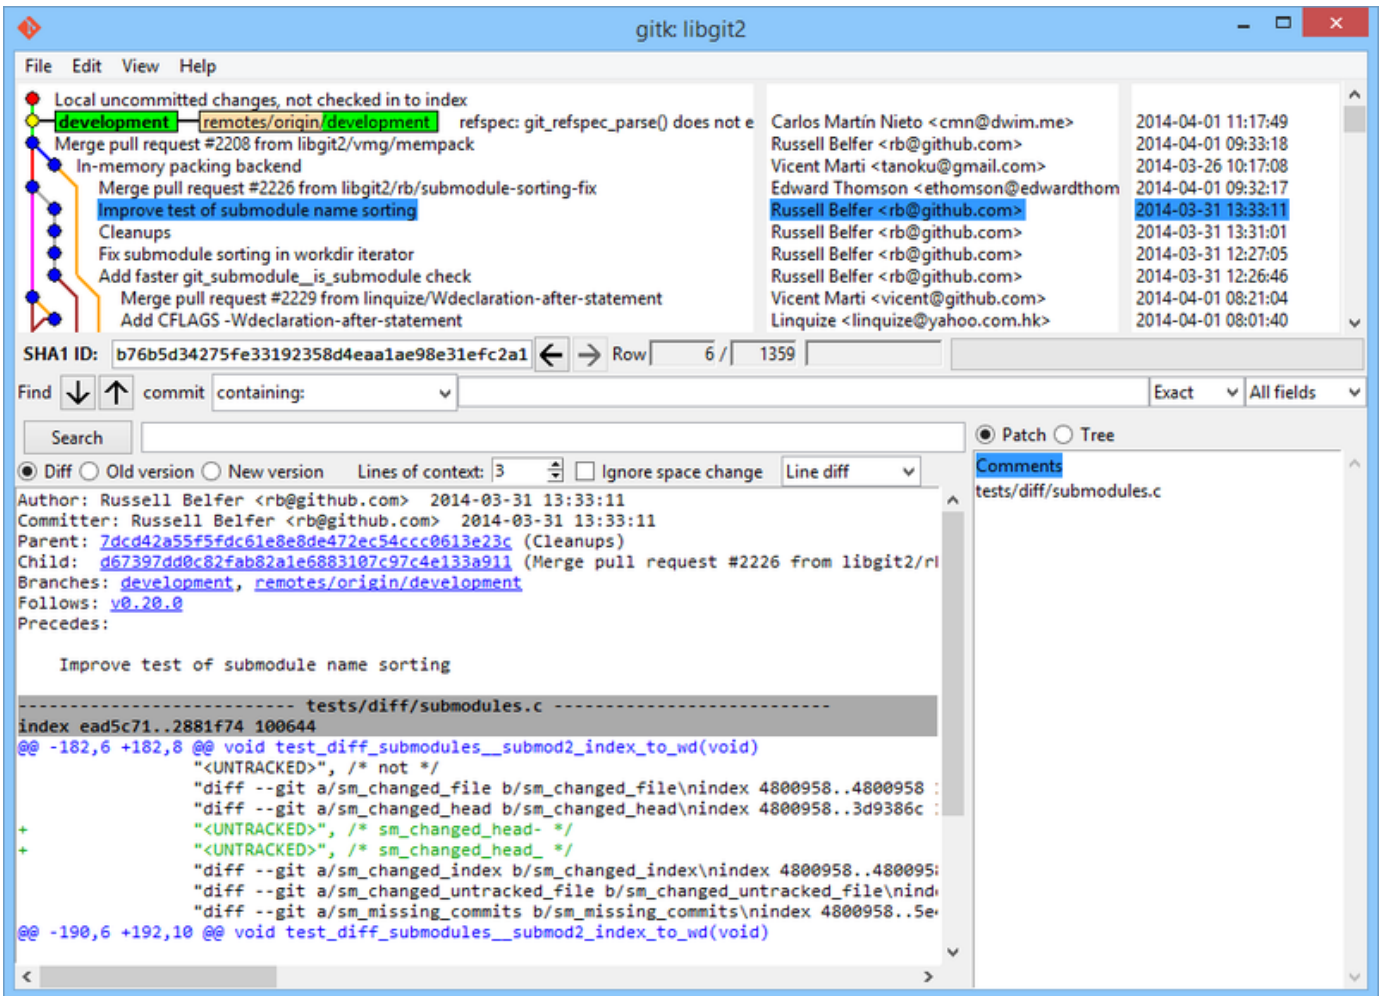 gitk: libgit2
File Edit View Help
Local uncommitted changes, not checked in to index
development remotes/origin/development refspec: git_refspec_parse() does not e Carlos Martín Nieto <cmn@dwim.me> 2014-04-01 11:17:49
Merge pull request #2208 from libgit2/vmg/mempack Russell Belfer <rb@github.com> 2014-04-01 09:33:18
In-memory packing backend Vicent Marti <tanoku@gmail.com> 2014-03-26 10:17:08
Merge pull request #2226 from libgit2/rb/submodule-sorting-fix Edward Thomson <ethomson@edwardthom 2014-04-01 09:32:17
Improve test of submodule name sorting Russell Belfer <rb@github.com> 2014-03-31 13:33:11
Cleanups Russell Belfer <rb@github.com> 2014-03-31 13:31:01
Fix submodule sorting in workdir iterator Russell Belfer <rb@github.com> 2014-03-31 12:27:05
Add faster git_submodule__is_submodule check Russell Belfer <rb@github.com> 2014-03-31 12:26:46
Merge pull request #2229 from linquize/Wdeclaration-after-statement Vicent Marti <vicent@github.com> 2014-04-01 08:21:04
Add CFLAGS -Wdeclaration-after-statement Linquize <linquize@yahoo.com.hk> 2014-04-01 08:01:40
SHA1 ID: b76b5d34275fe33192358d4eaa1ae98e31efc2a1 Row 6 / 1359
Find commit containing: Exact All fields
Search Patch Tree
Diff Old version New version Lines of context: 3 Ignore space change Line diff
Comments
tests/diff/submodules.c
Author: Russell Belfer <rb@github.com> 2014-03-31 13:33:11
Committer: Russell Belfer <rb@github.com> 2014-03-31 13:33:11
Parent: 7dcd42a55f5fdc61e8e8de472ec54ccc0613e23c (Cleanups)
Child: d67397dd0c82fab82a1e6883107c97c4e133a911 (Merge pull request #2226 from libgit2/rl
Branches: development, remotes/origin/development
Follows: v0.20.0
Precedes:
Improve test of submodule name sorting
--------------------------- tests/diff/submodules.c ---------------------------
index ead5c71..2881f74 100644
@@ -182,6 +182,8 @@ void test_diff_submodules__submod2_index_to_wd(void)
"<UNTRACKED>", /* not */
"diff --git a/sm_changed_file b/sm_changed_file\nindex 4800958..4800958
"diff --git a/sm_changed_head b/sm_changed_head\nindex 4800958..3d9386c
+ "<UNTRACKED>", /* sm_changed_head- */
+ "<UNTRACKED>", /* sm_changed_head_ */
"diff --git a/sm_changed_index b/sm_changed_index\nindex 4800958..480095
"diff --git a/sm_changed_untracked_file b/sm_changed_untracked_file\nind
"diff --git a/sm_missing_commits b/sm_missing_commits\nindex 4800958..5e
@@ -190,6 +192,10 @@ void test_diff_submodules__submod2_index_to_wd(void)